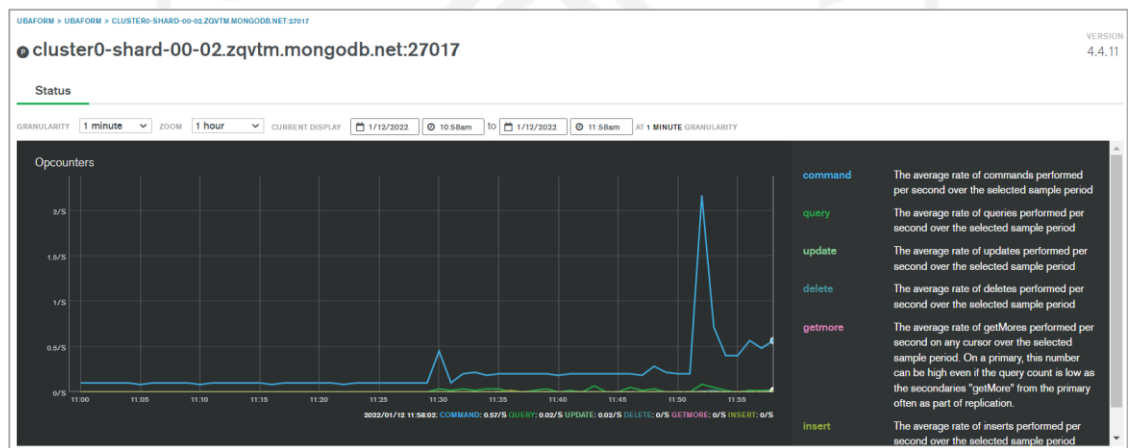 UBAFORM > UBAFORM > CLUSTER0-SHARD-00-02.ZQVTM.MONGODB.NET:27017
P cluster0-shard-00-02.zqvtm.mongodb.net:27017
VERSION
4.4.11
Status
GRANULARITY 1 minute ZOOM 1 hour CURRENT DISPLAY 1/12/2022 10:58am to 1/12/2022 11:58am AT 1 MINUTE GRANULARITY
Opcounters
2/S
1.5/S
1/S
0.5/S
0/S
11:00 11:05 11:10 11:15 11:20 11:25 11:30 11:35 11:40 11:45 11:50 11:55
2022/01/12 11:58:02: COMMAND: 0.57/S QUERY: 0.02/S UPDATE: 0.02/S DELETE: 0/S GETMORE: 0/S INSERT: 0/S
command The average rate of commands performed
per second over the selected sample period
query The average rate of queries performed per
second over the selected sample period
update The average rate of updates performed per
second over the selected sample period
delete The average rate of deletes performed per
second over the selected sample period
getmore The average rate of getMores performed per
second on any cursor over the selected
sample period. On a primary, this number
can be high even if the query count is low as
the secondaries "getMore" from the primary
often as part of replication.
insert The average rate of inserts performed per
second over the selected sample period